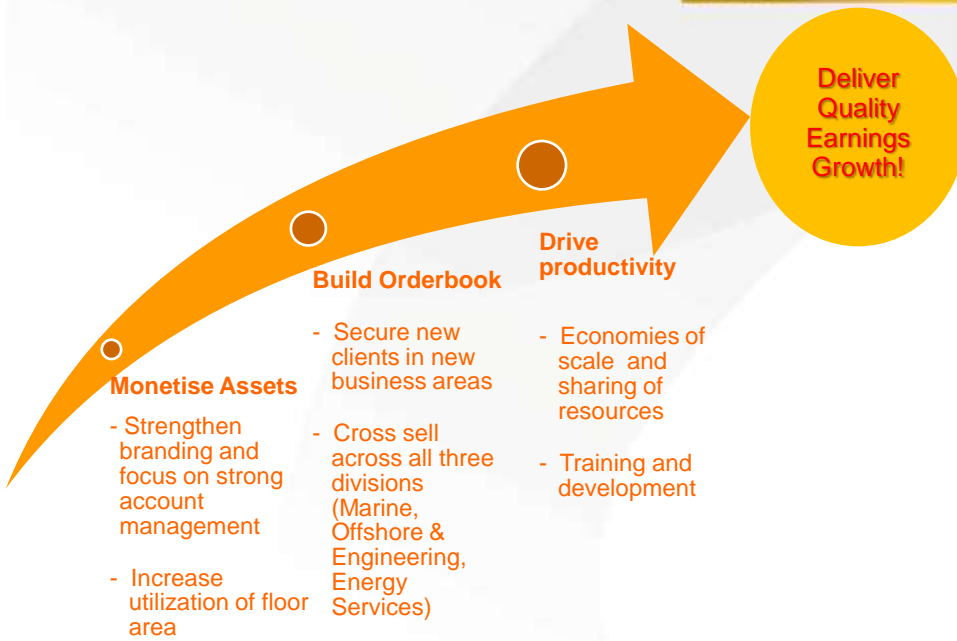 Deliver
Quality
Earnings
Growth!
Drive
productivity
- Economies of
scale and
sharing of
resources
- Training and
development
Build Orderbook
- Secure new
clients in new
business areas
- Cross sell
across all three
divisions
(Marine,
Offshore &
Engineering,
Energy
Services)
Monetise Assets
- Strengthen
branding and
focus on strong
account
management
- Increase
utilization of floor
area